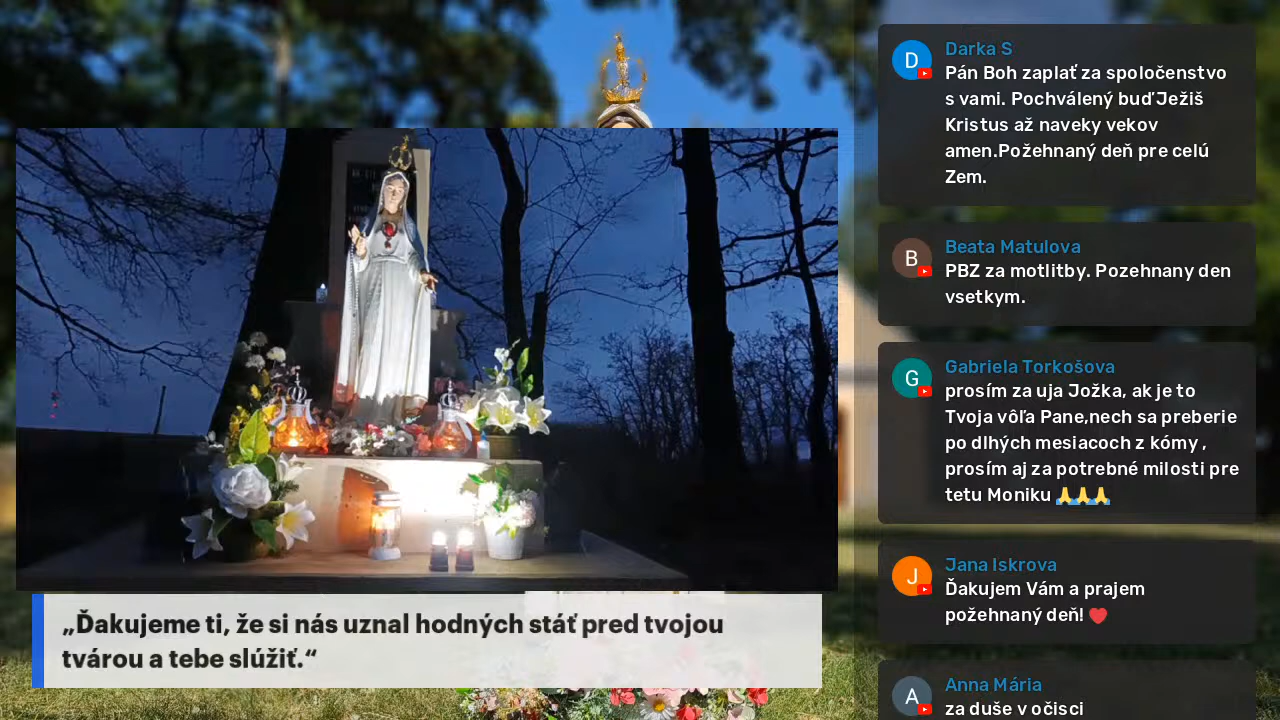 „Ďakujeme ti, že si nás uznal hodných stáť pred tvojou
tvárou a tebe slúžiť.“
D
Darka S
Pán Boh zaplať za spoločenstvo
s vami. Pochválený buď Ježiš
Kristus až naveky vekov
amen.Požehnaný deň pre celú
Zem.
B
Beata Matulova
PBZ za motlitby. Pozehnany den
vsetkym.
G
Gabriela Torkošova
prosím za uja Jožka, ak je to
Tvoja vôľa Pane,nech sa preberie
po dlhých mesiacoch z kómy ,
prosím aj za potrebné milosti pre
tetu Moniku 🙏🙏🙏
J
Jana Iskrova
Ďakujem Vám a prajem
požehnaný deň! ❤️
A
Anna Mária
za duše v očisci